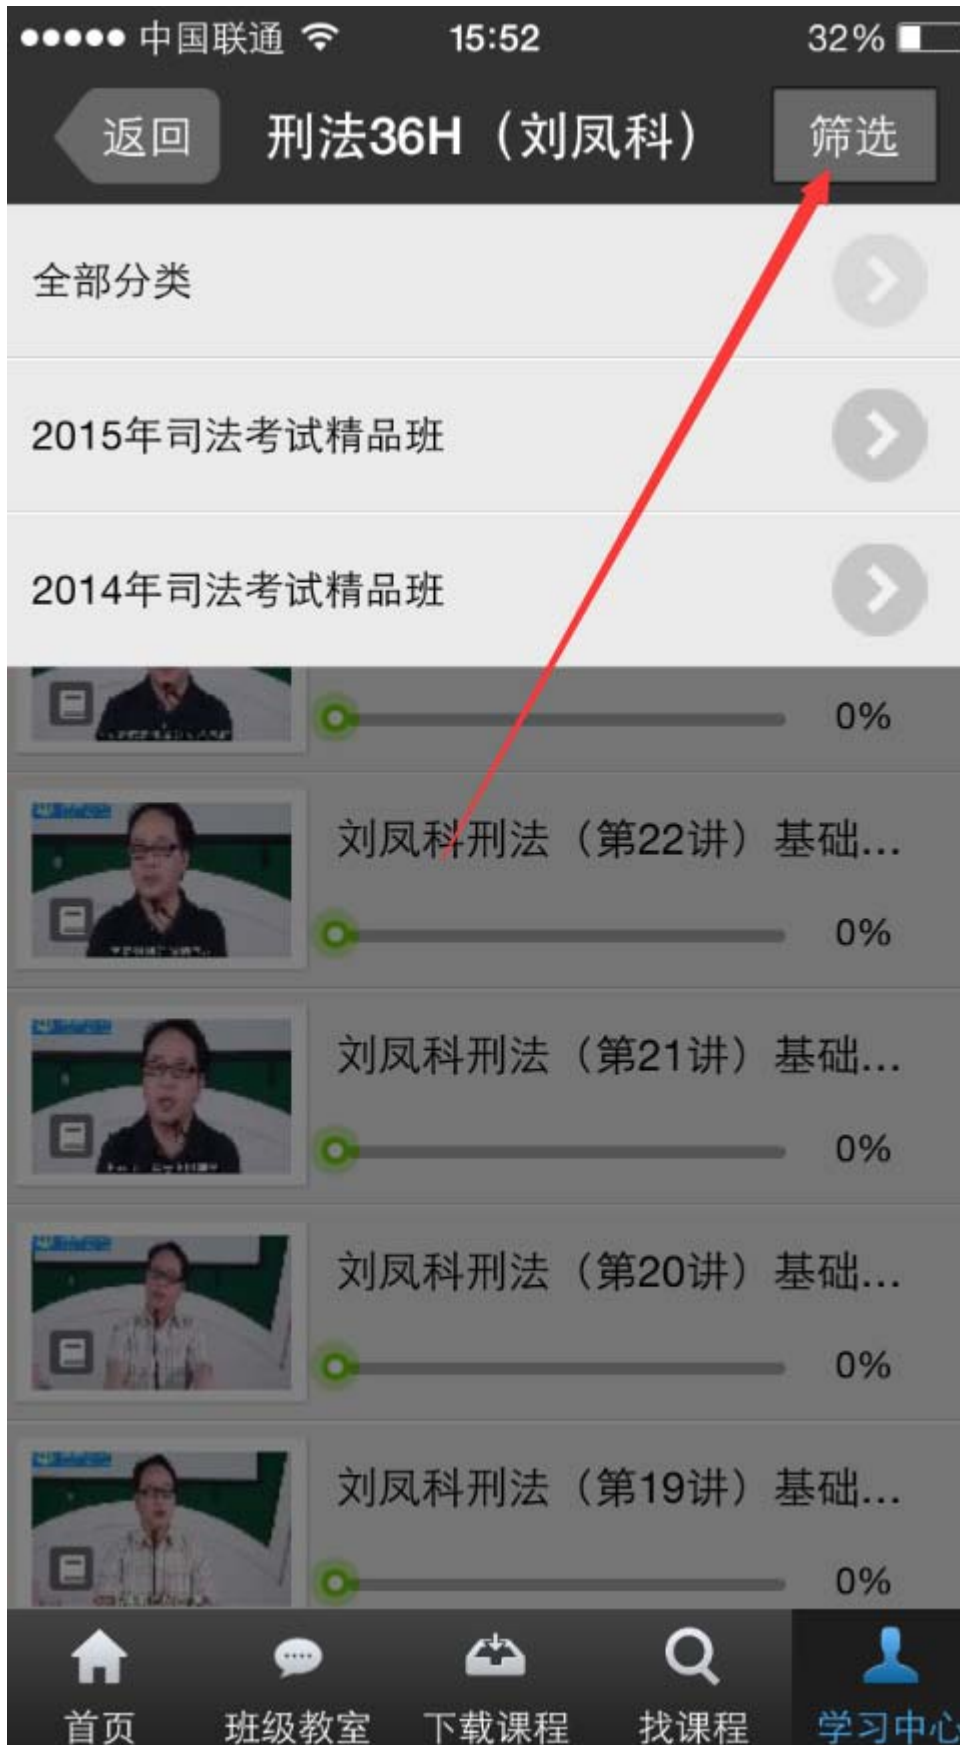 中国联通 15:52 32%
返回 刑法36H（刘凤科） 筛选
全部分类
2015年司法考试精品班
2014年司法考试精品班
0%
刘凤科刑法（第22讲）基础...
0%
刘凤科刑法（第21讲）基础...
0%
刘凤科刑法（第20讲）基础...
0%
刘凤科刑法（第19讲）基础...
0%
首页 班级教室 下载课程 找课程 学习中心